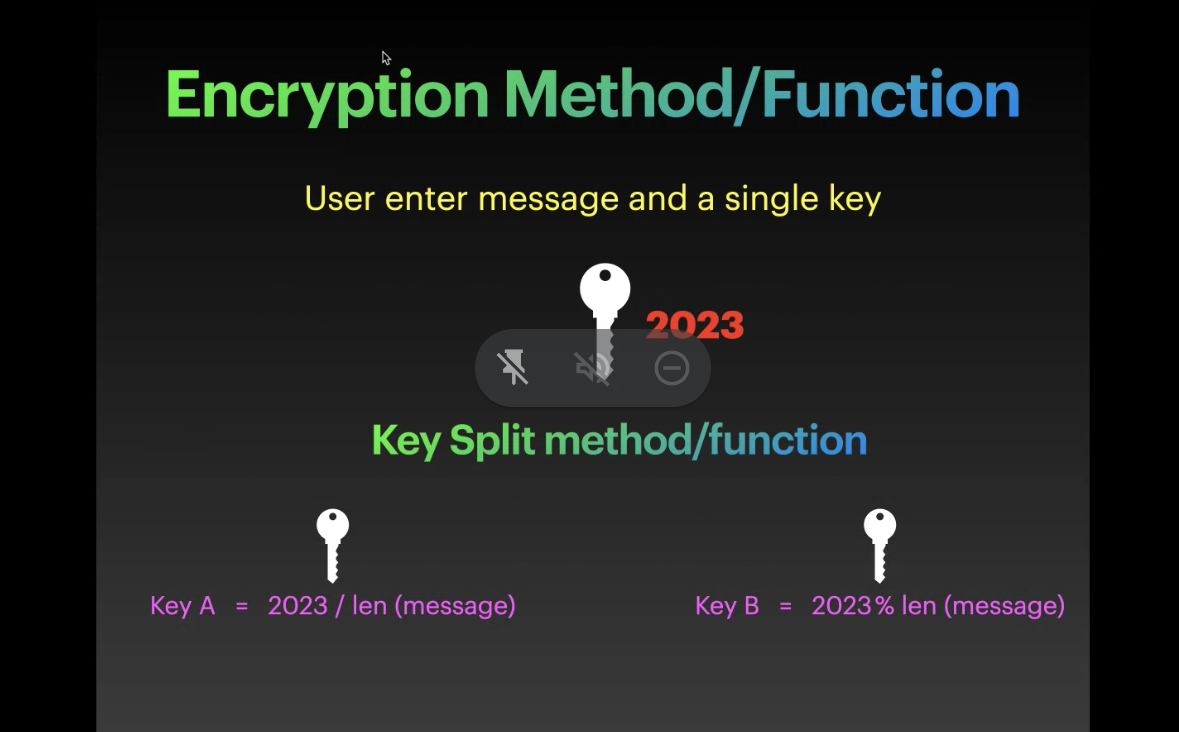 Encryption Method/Function
User enter message and a single key
2023
Key Split method/function
Key A = 2023 / len (message)
Key B = 2023% len (message)